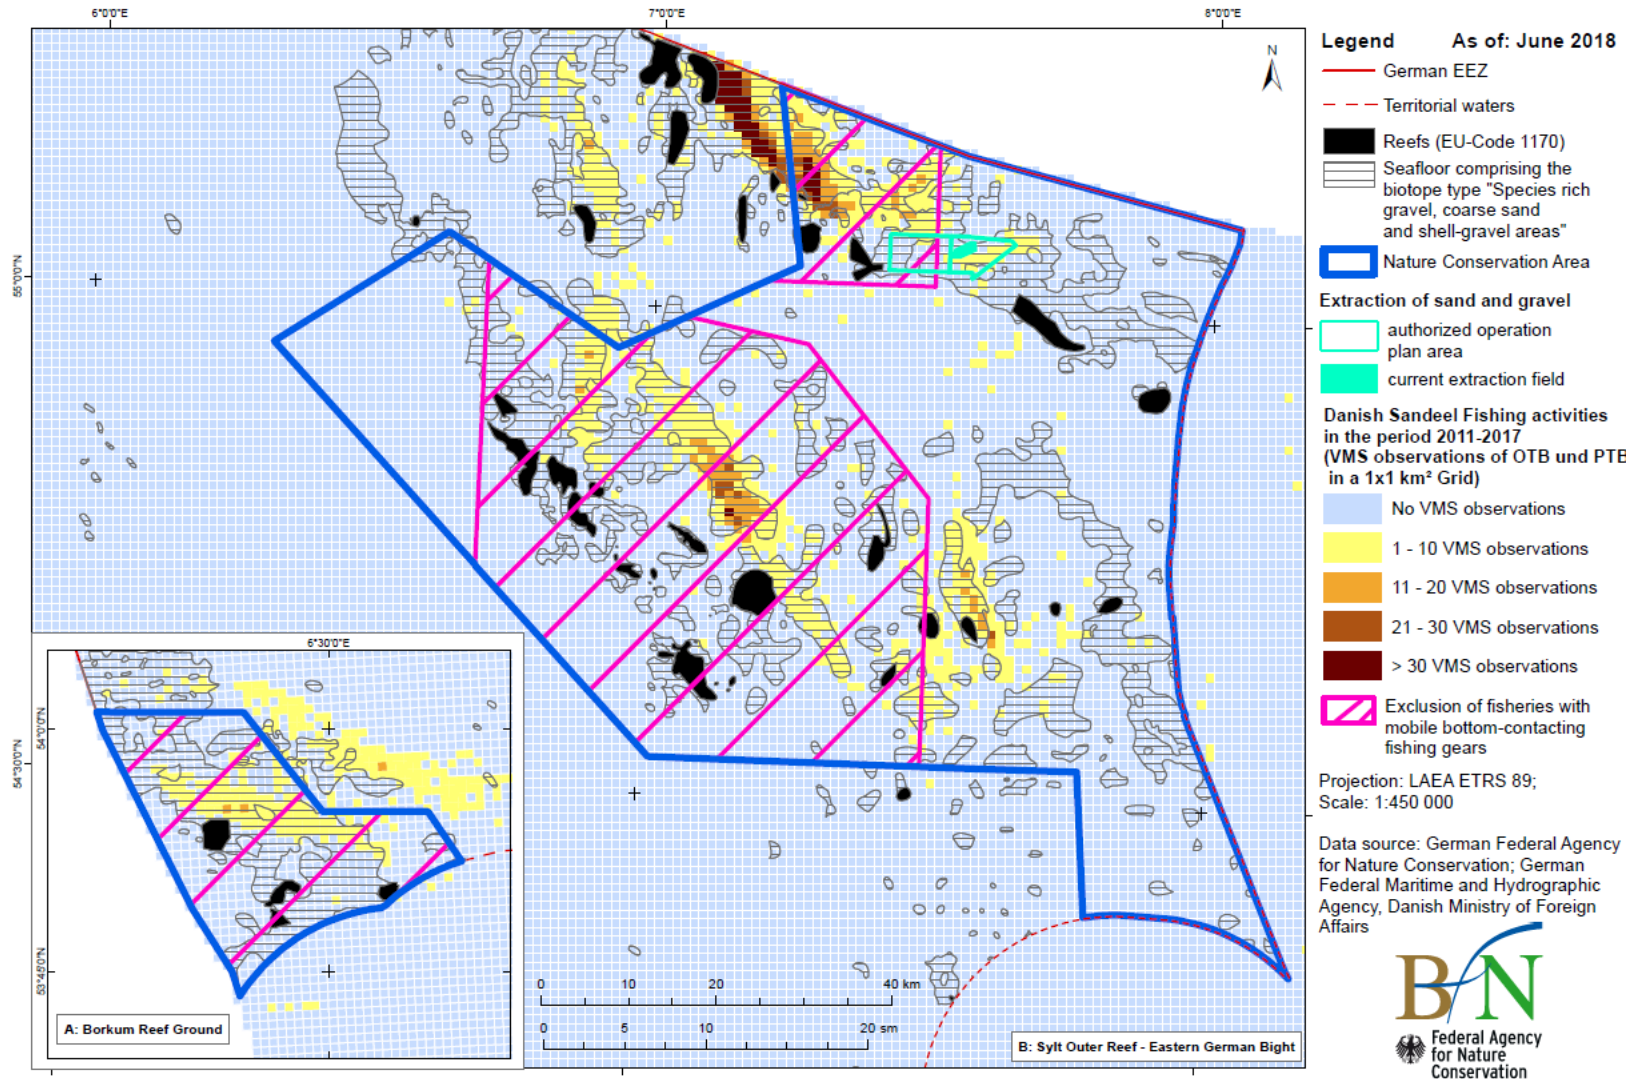 6°0'0"E
7°0'0"E
8°0'0"E
N
55°0'0"N
54°30'0"N
6°30'0"E
54°0'0"N
53°45'0"N
A: Borkum Reef Ground
0 10 20 40 km
0 5 10 20 sm
B: Sylt Outer Reef - Eastern German Bight
Legend As of: June 2018
German EEZ
Territorial waters
Reefs (EU-Code 1170)
Seafloor comprising the
biotope type "Species rich
gravel, coarse sand
and shell-gravel areas"
Nature Conservation Area
Extraction of sand and gravel
authorized operation
plan area
current extraction field
Danish Sandeel Fishing activities
in the period 2011-2017
(VMS observations of OTB und PTB
in a 1x1 km² Grid)
No VMS observations
1 - 10 VMS observations
11 - 20 VMS observations
21 - 30 VMS observations
> 30 VMS observations
Exclusion of fisheries with
mobile bottom-contacting
fishing gears
Projection: LAEA ETRS 89;
Scale: 1:450 000
Data source: German Federal Agency
for Nature Conservation; German
Federal Maritime and Hydrographic
Agency, Danish Ministry of Foreign
Affairs
BfN
Federal Agency
for Nature
Conservation